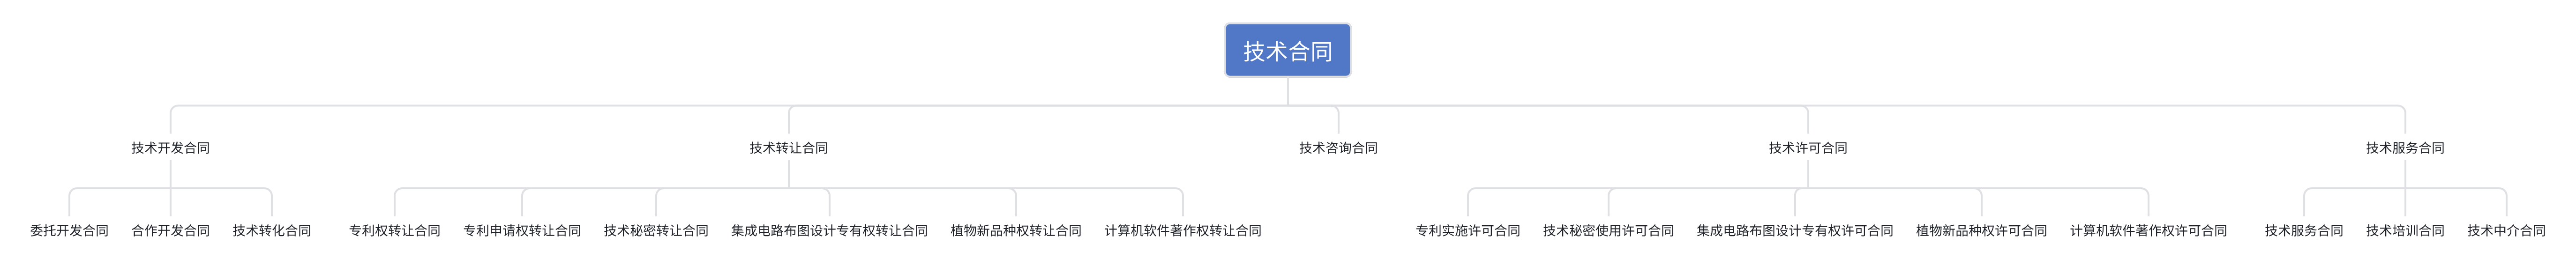 技术合同
技术开发合同
技术转让合同
技术咨询合同
技术许可合同
技术服务合同
委托开发合同
合作开发合同
技术转化合同
专利权转让合同
专利申请权转让合同
技术秘密转让合同
集成电路布图设计专有权转让合同
植物新品种权转让合同
计算机软件著作权转让合同
专利实施许可合同
技术秘密使用许可合同
集成电路布图设计专有权许可合同
植物新品种权许可合同
计算机软件著作权许可合同
技术服务合同
技术培训合同
技术中介合同